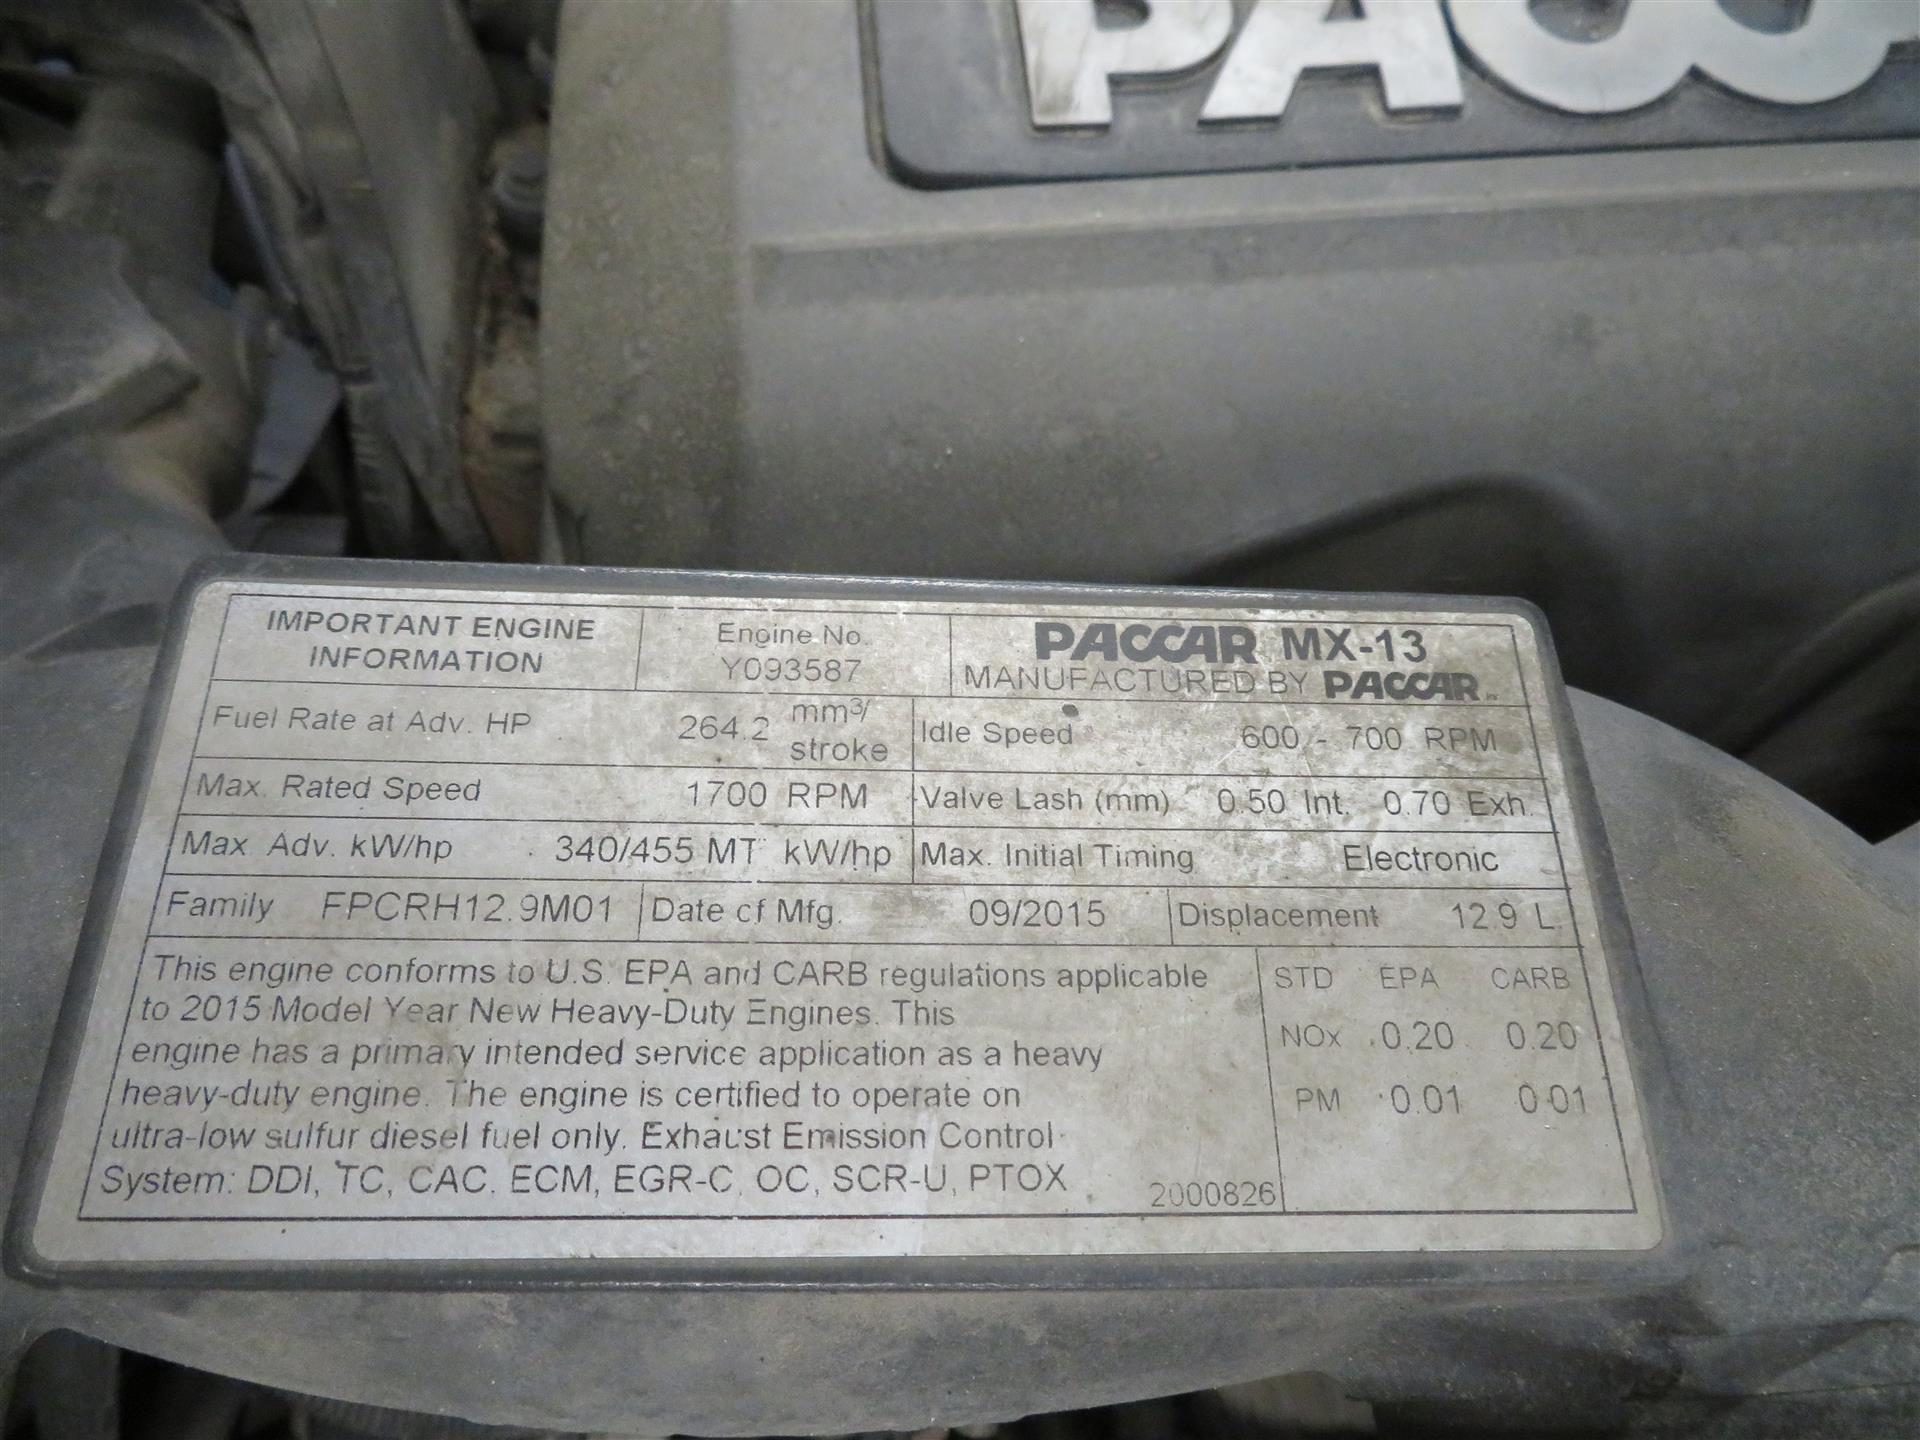 PACC
IMPORTANT ENGINE
INFORMATION
Engine No.
Y093587
PACCAR MX-13
MANUFACTURED BY PACCAR
Fuel Rate at Adv. HP 264.2 mm³/
stroke
Idle Speed 600 - 700 RPM
Max. Rated Speed 1700 RPM
Valve Lash (mm) 0.50 Int. 0.70 Exh.
Max. Adv. kW/hp 340/455 MT kW/hp
Max. Initial Timing Electronic
Family FPCRH12.9M01
Date of Mfg. 09/2015
Displacement 12.9 L.
This engine conforms to U.S. EPA and CARB regulations applicable
to 2015 Model Year New Heavy-Duty Engines. This
engine has a primary intended service application as a heavy
heavy-duty engine. The engine is certified to operate on
ultra-low sulfur diesel fuel only. Exhaust Emission Control
System: DDI, TC, CAC, ECM, EGR-C, OC, SCR-U, PTOX
2000826
STD EPA CARB
NOx 0.20 0.20
PM 0.01 0.01